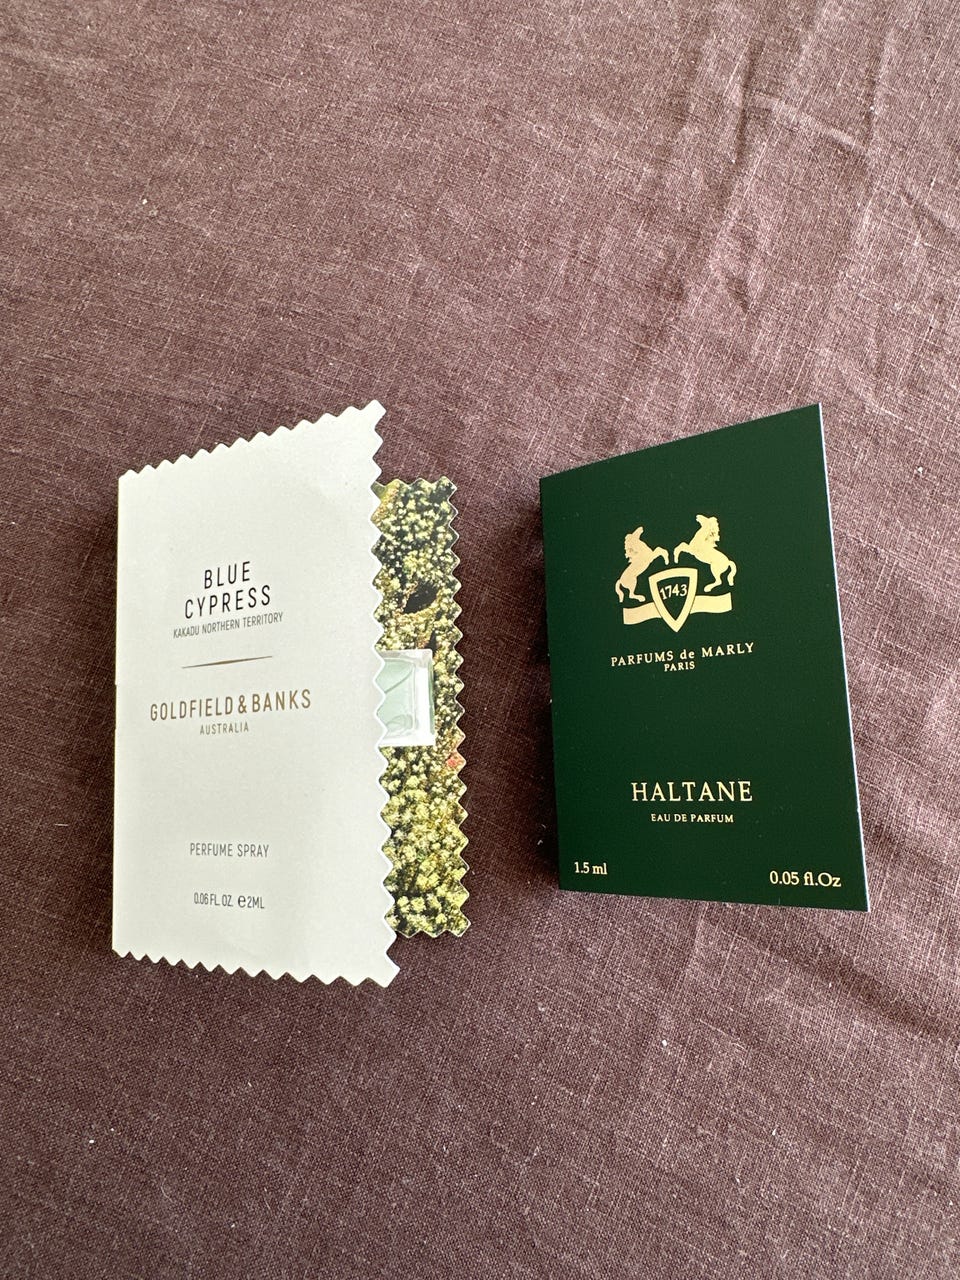 BLUE
CYPRESS
KAKADU NORTHERN TERRITORY
GOLDFIELD & BANKS
AUSTRALIA
PERFUME SPRAY
0.06 FL. OZ. ℮ 2ML
1743
PARFUMS de MARLY
PARIS
HALTANE
EAU DE PARFUM
1.5 ml
0.05 fl.Oz